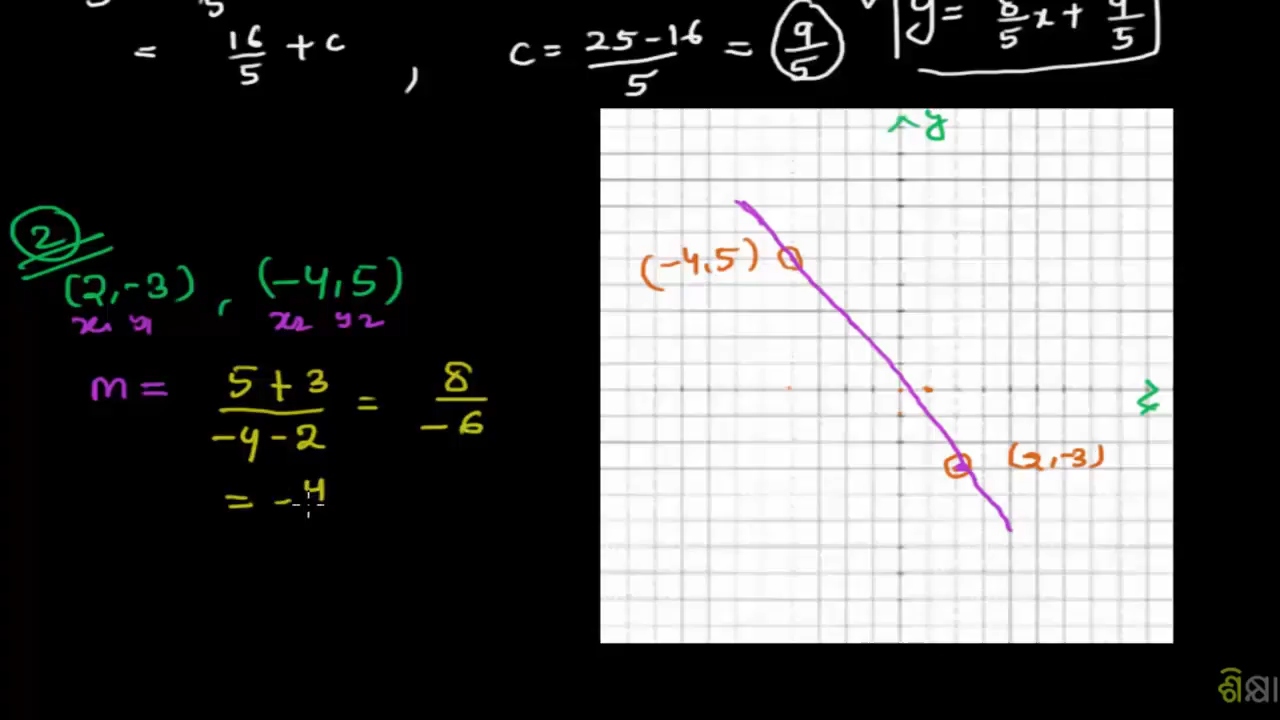 = 16/5 + c , c = 25-16/5 = 9/5 y = 8/5 x + 9/5
y
2
(2,-3) , (-4,5)
x1 y1 x2 y2
(-4,5)
m = 5+3/-4-2 = 8/-6
(2,-3)
= -4
ଶିକ୍ଷା